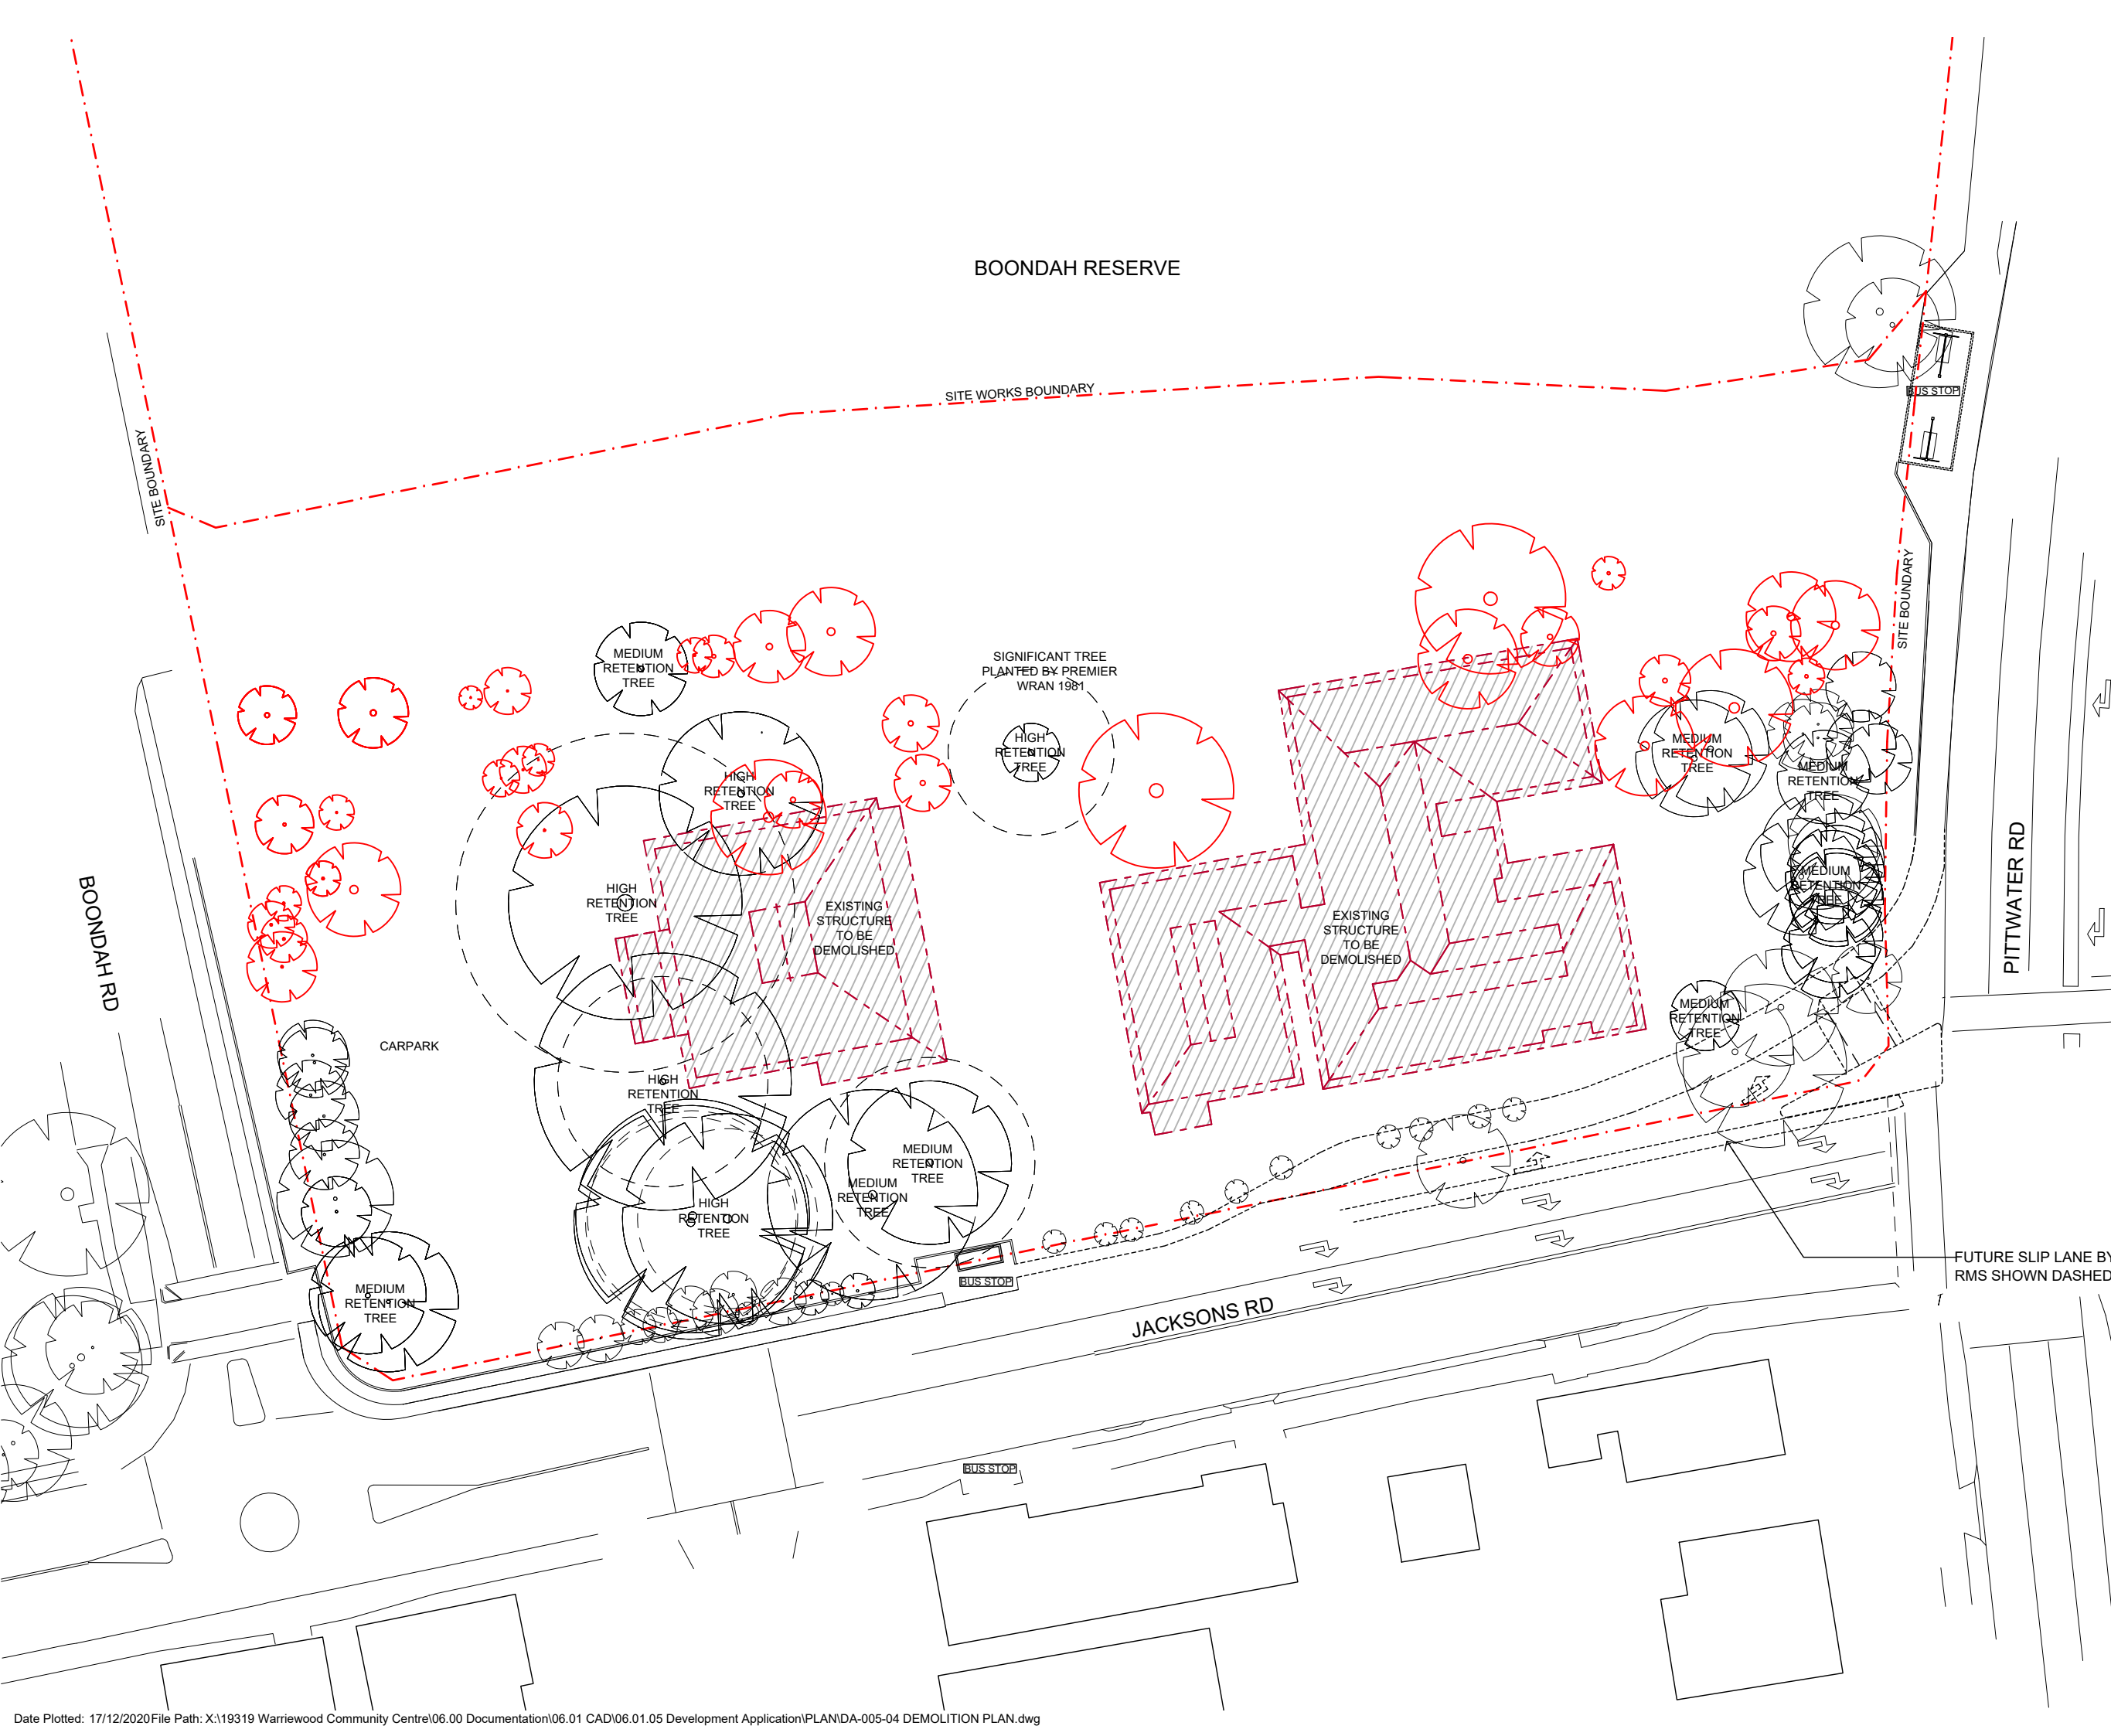 BOONDAH RESERVE
SITE WORKS BOUNDARY
BUS STOP
SITE BOUNDARY
SITE BOUNDARY
MEDIUM
RETENTION
TREE
SIGNIFICANT TREE
PLANTED BY PREMIER
WRAN 1981
HIGH
RETENTION
TREE
MEDIUM
RETENTION
TREE
HIGH
RETENTION
TREE
MEDIUM
RETENTION
TREE
HIGH
RETENTION
TREE
EXISTING
STRUCTURE
TO BE
DEMOLISHED
EXISTING
STRUCTURE
TO BE
DEMOLISHED
MEDIUM
RETENTION
TREE
BOONDAH RD
PITTWATER RD
CARPARK
MEDIUM
RETENTION
TREE
HIGH
RETENTION
TREE
MEDIUM
RETENTION
TREE
MEDIUM
RETENTION
TREE
HIGH
RETENTION
TREE
MEDIUM
RETENTION
TREE
BUS STOP
JACKSONS RD
FUTURE SLIP LANE BY
RMS SHOWN DASHED
BUS STOP
Date Plotted: 17/12/2020File Path: X:\19319 Warriewood Community Centre\06.00 Documentation\06.01 CAD\06.01.05 Development Application\PLAN\DA-005-04 DEMOLITION PLAN.dwg